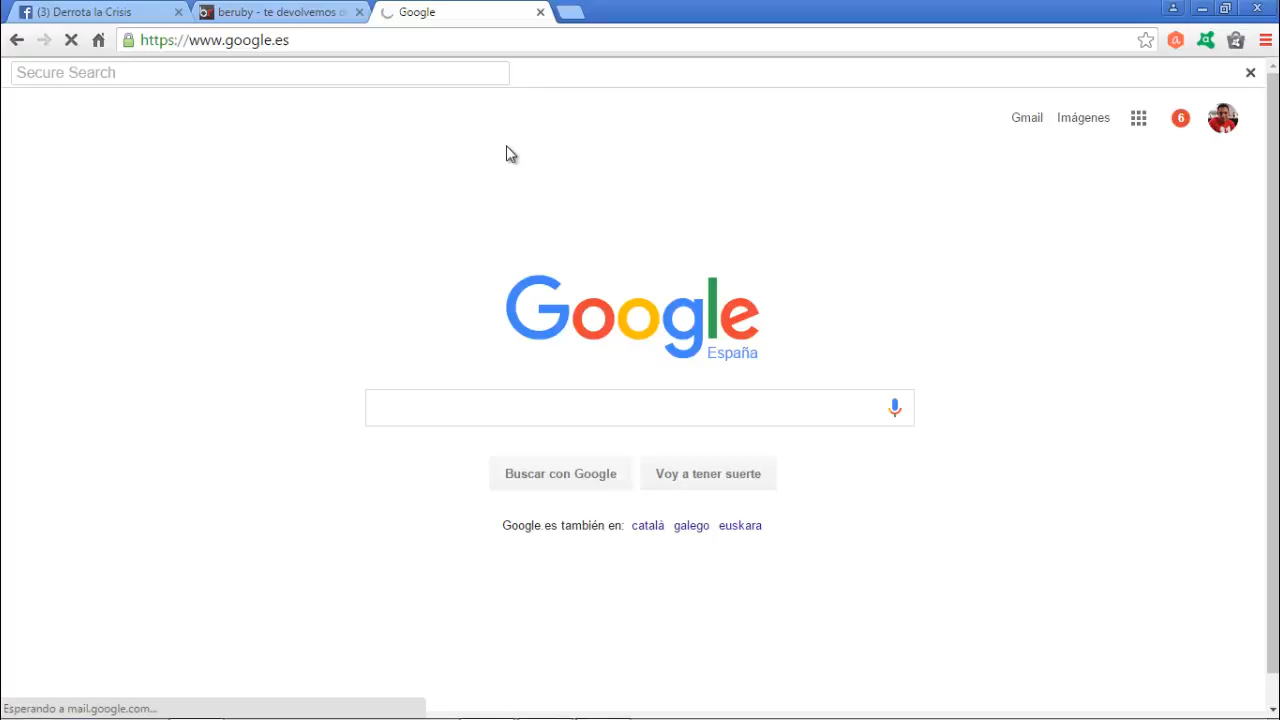 (3) Derrota la Crisis
beruby - te devolvemos d
Google
https://www.google.es
Secure Search
Gmail Imágenes 6
Google
España
Buscar con Google Voy a tener suerte
Google.es también en: català galego euskara
Esperando a mail.google.com...